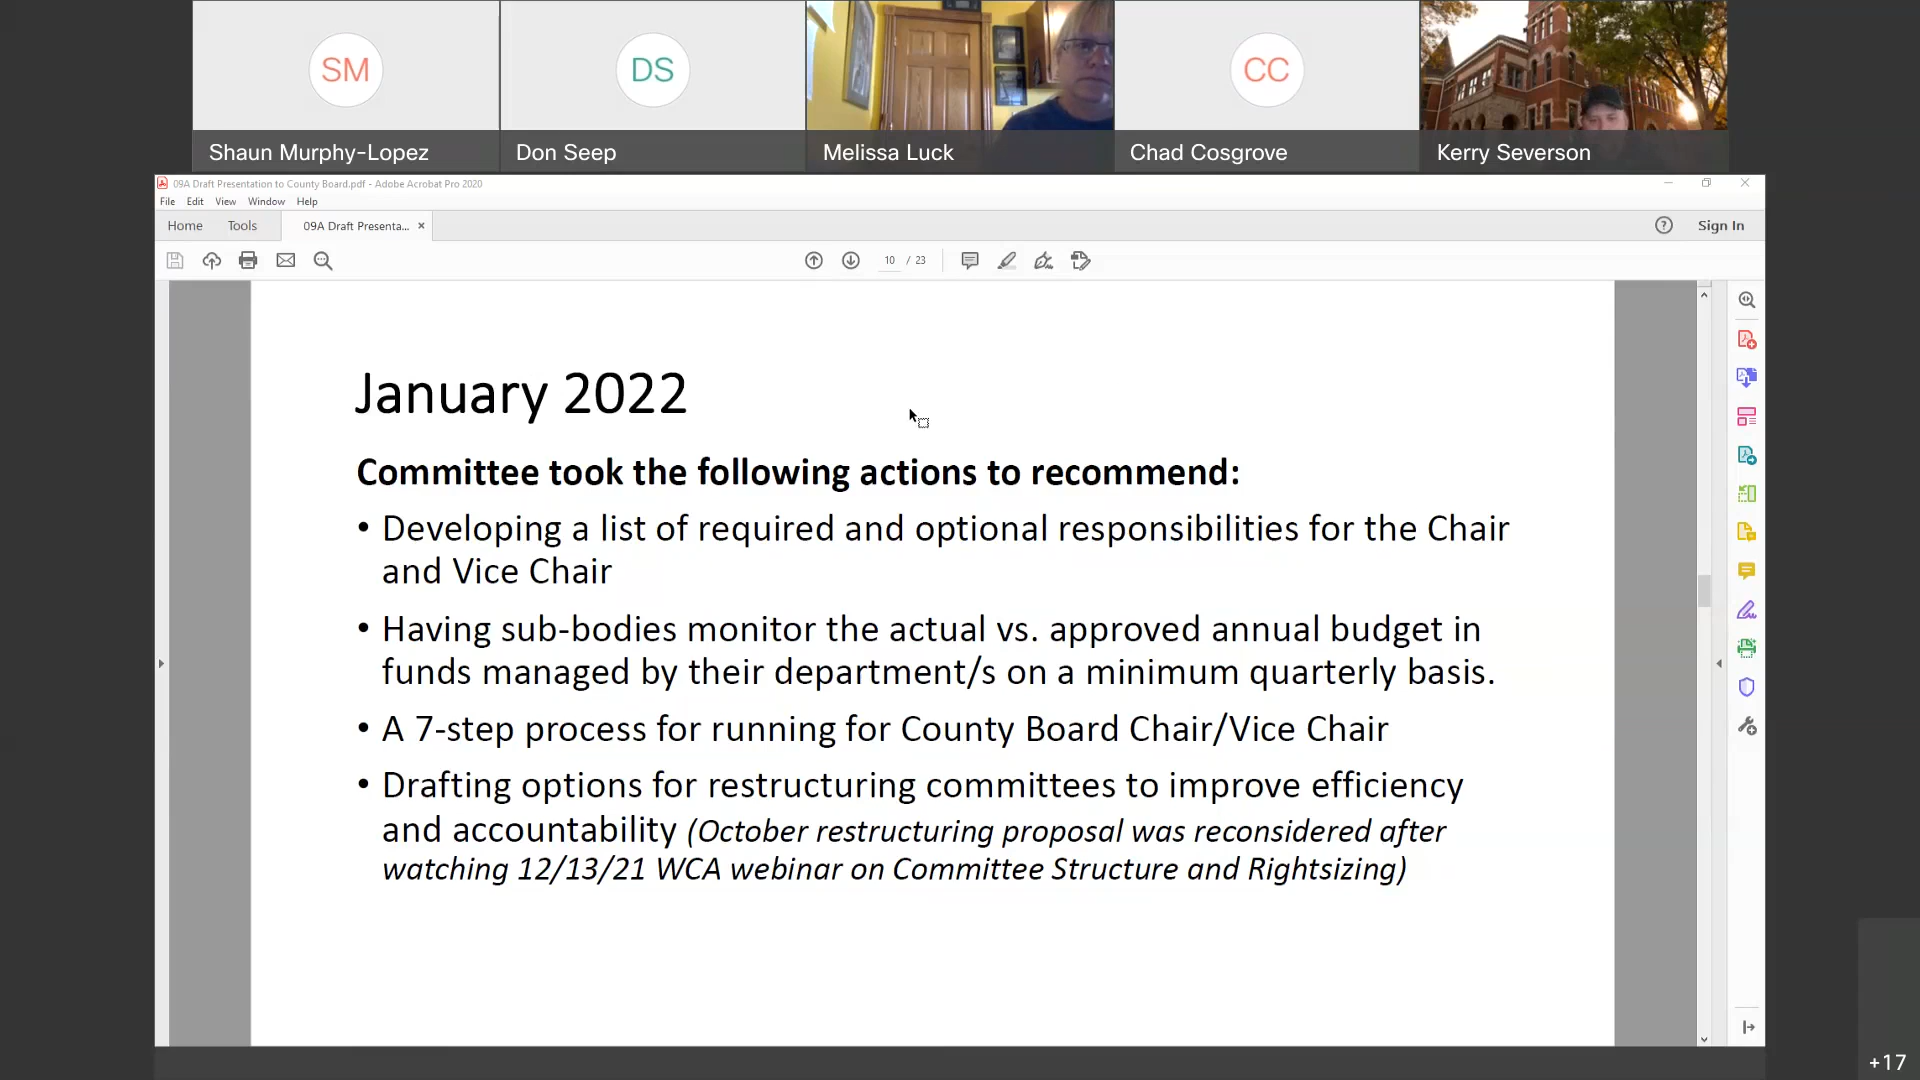 SM
DS
CC
Shaun Murphy-Lopez
Don Seep
Melissa Luck
Chad Cosgrove
Kerry Severson
09A Draft Presentation to County Board.pdf - Adobe Acrobat Pro 2020
File Edit View Window Help
Home Tools 09A Draft Presenta... × Sign In
10 / 23
January 2022
Committee took the following actions to recommend:
• Developing a list of required and optional responsibilities for the Chair
and Vice Chair
• Having sub-bodies monitor the actual vs. approved annual budget in
funds managed by their department/s on a minimum quarterly basis.
• A 7-step process for running for County Board Chair/Vice Chair
• Drafting options for restructuring committees to improve efficiency
and accountability (October restructuring proposal was reconsidered after
watching 12/13/21 WCA webinar on Committee Structure and Rightsizing)
+17